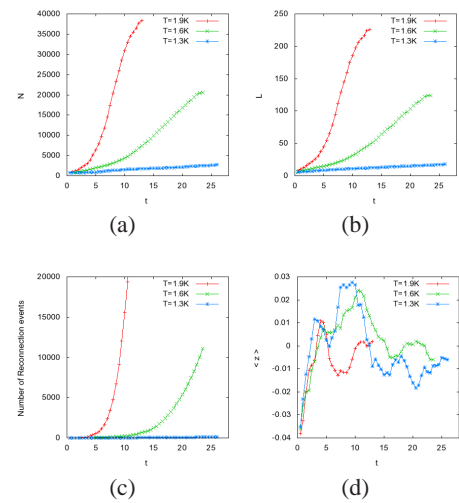 40000
35000
30000
25000
20000
15000
10000
5000
0
N
0 5 10 15 20 25
t
T=1.9K
T=1.6K
T=1.3K
(a)
250
200
150
100
50
0
L
0 5 10 15 20 25
t
T=1.9K
T=1.6K
T=1.3K
(b)
20000
15000
10000
5000
0
Number of Reconnection events
0 5 10 15 20 25
t
T=1.9K
T=1.6K
T=1.3K
(c)
0.03
0.02
0.01
0
-0.01
-0.02
-0.03
-0.04
< z >
0 5 10 15 20 25
t
T=1.9K
T=1.6K
T=1.3K
(d)